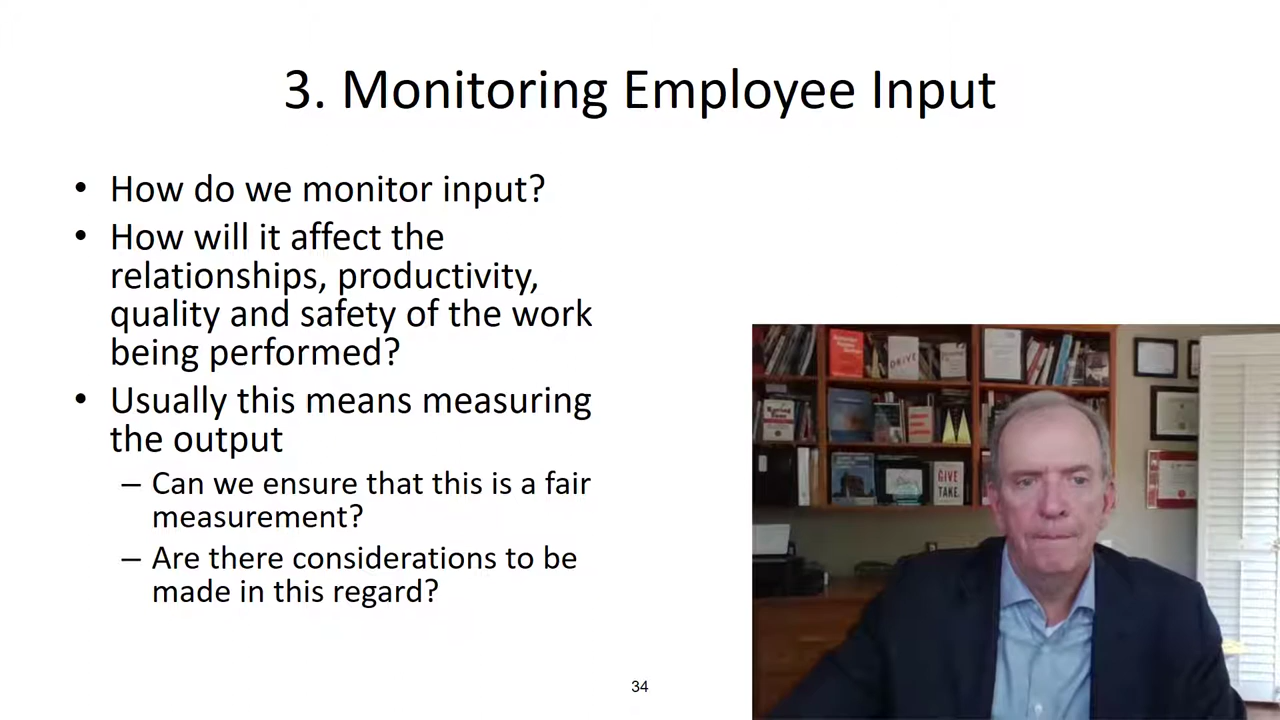 3. Monitoring Employee Input
• How do we monitor input?
• How will it affect the
relationships, productivity,
quality and safety of the work
being performed?
• Usually this means measuring
the output
– Can we ensure that this is a fair
measurement?
– Are there considerations to be
made in this regard?
DRIVE
GIVE
TAKE
34